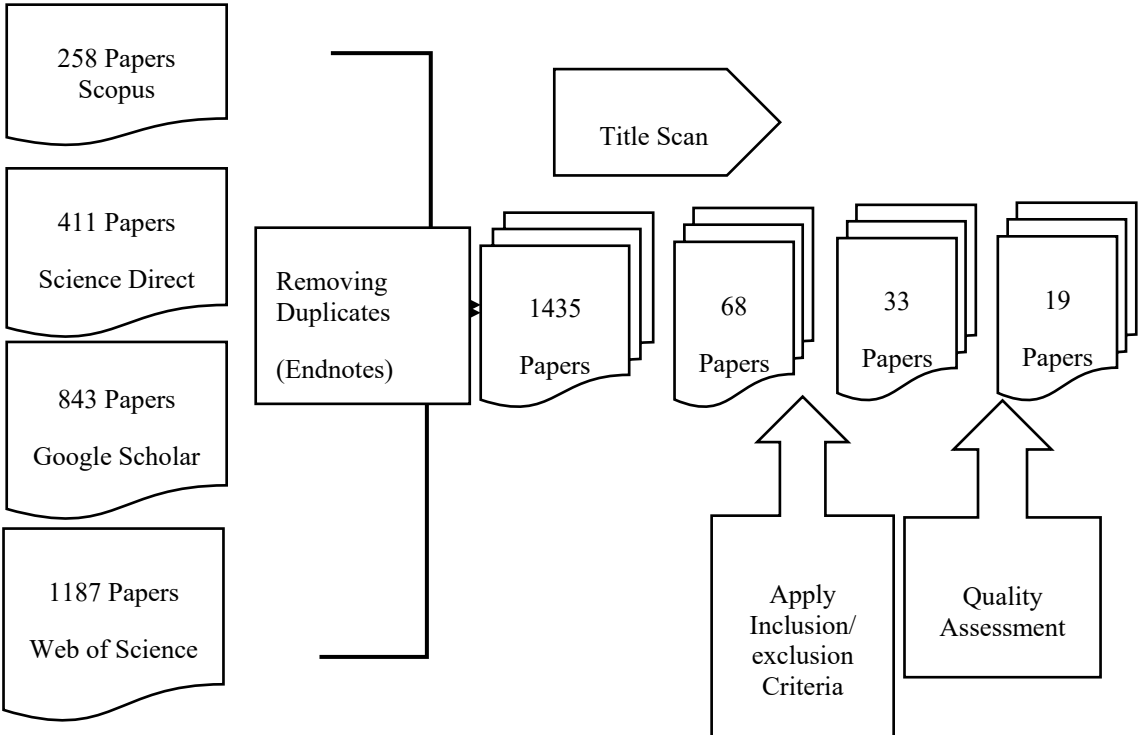 258 Papers
Scopus
411 Papers
Science Direct
843 Papers
Google Scholar
1187 Papers
Web of Science
Removing
Duplicates
(Endnotes)
Title Scan
1435
Papers
68
Papers
33
Papers
19
Papers
Apply
Inclusion/
exclusion
Criteria
Quality
Assessment